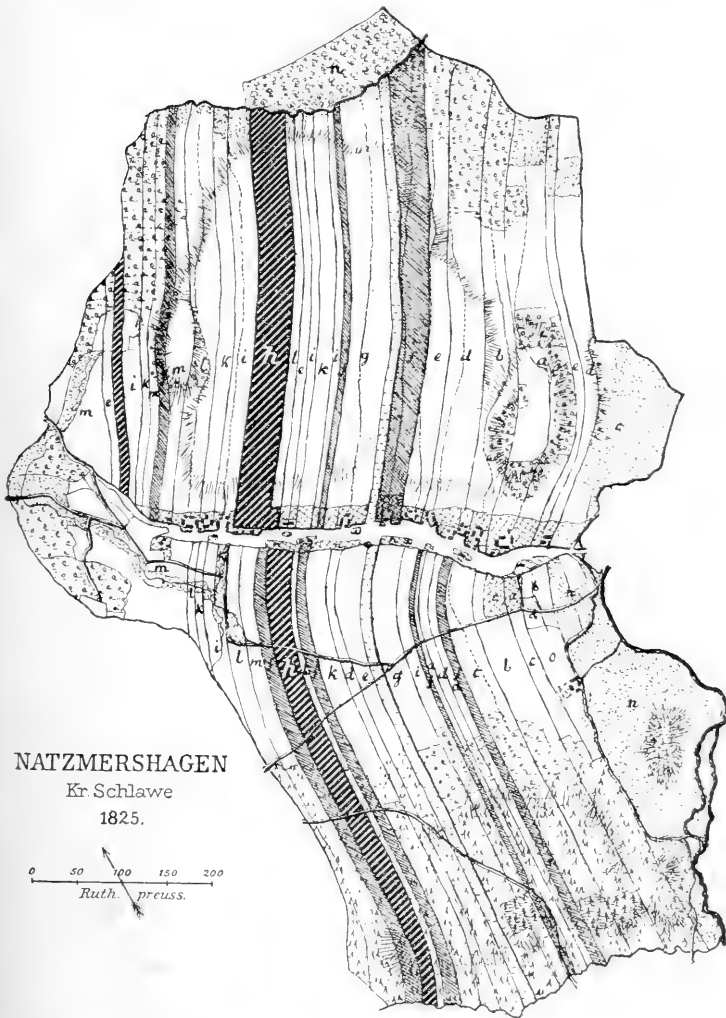 n
m e i k m l k i h l e i k i g f e d b a e d c
m
i k
i l m h k d e g i d c b c o
n
NATZMERSHAGEN
Kr. Schlawe
1825.
0 50 100 150 200
Ruth. preuss.